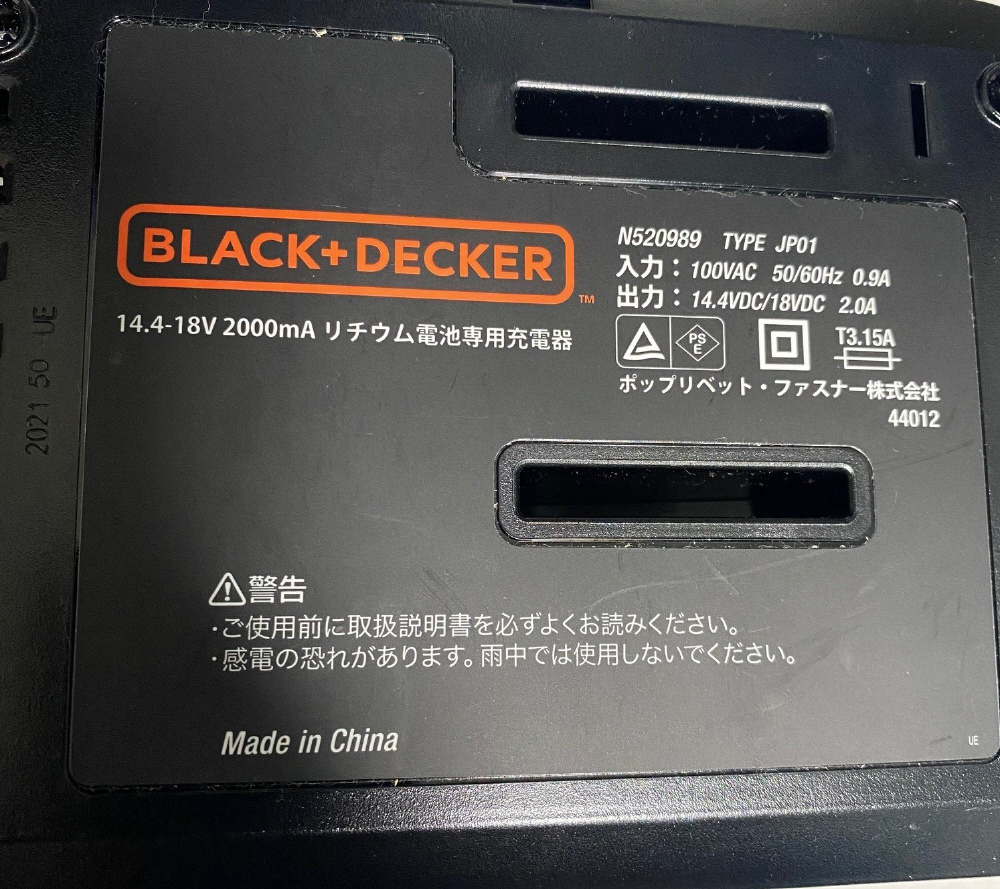 BLACK+DECKER™
14.4-18V 2000mA リチウム電池専用充電器
N520989 TYPE JP01
入力：100VAC 50/60Hz 0.9A
出力：14.4VDC/18VDC 2.0A
PS
E
T3.15A
ポップリベット・ファスナー株式会社
44012
2021 50 UE
警告
・ご使用前に取扱説明書を必ずよくお読みください。
・感電の恐れがあります。雨中では使用しないでください。
Made in China
UE